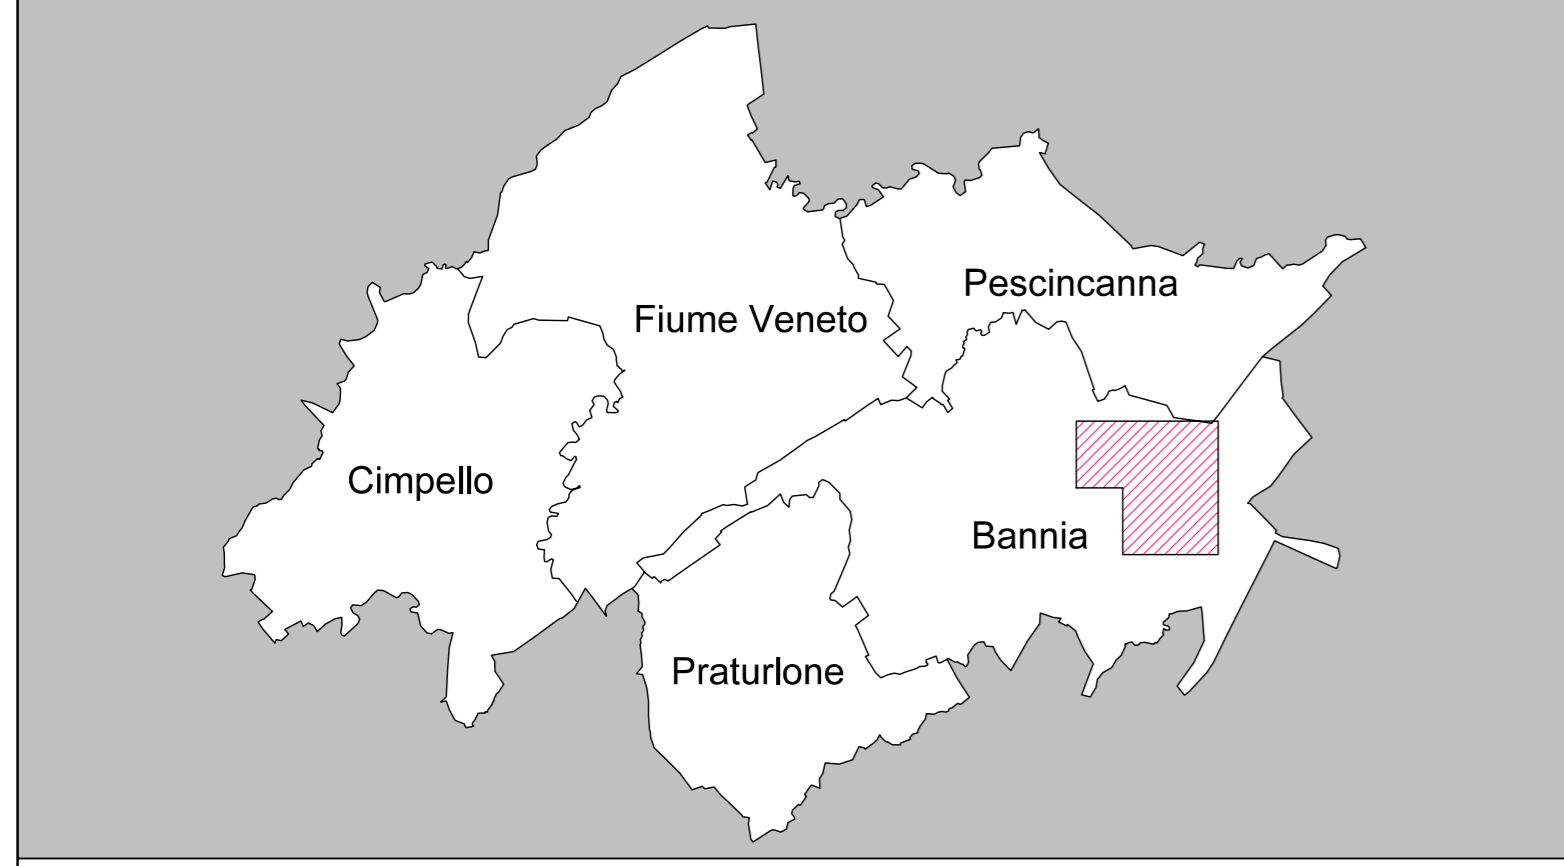 Pescincanna
Fiume Veneto
Cimpello
Bannia
Praturlone